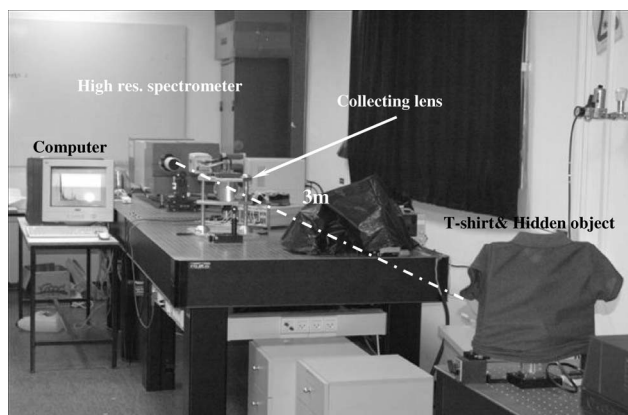 High res. spectrometer
Collecting lens
Computer
3m
T-shirt& Hidden object